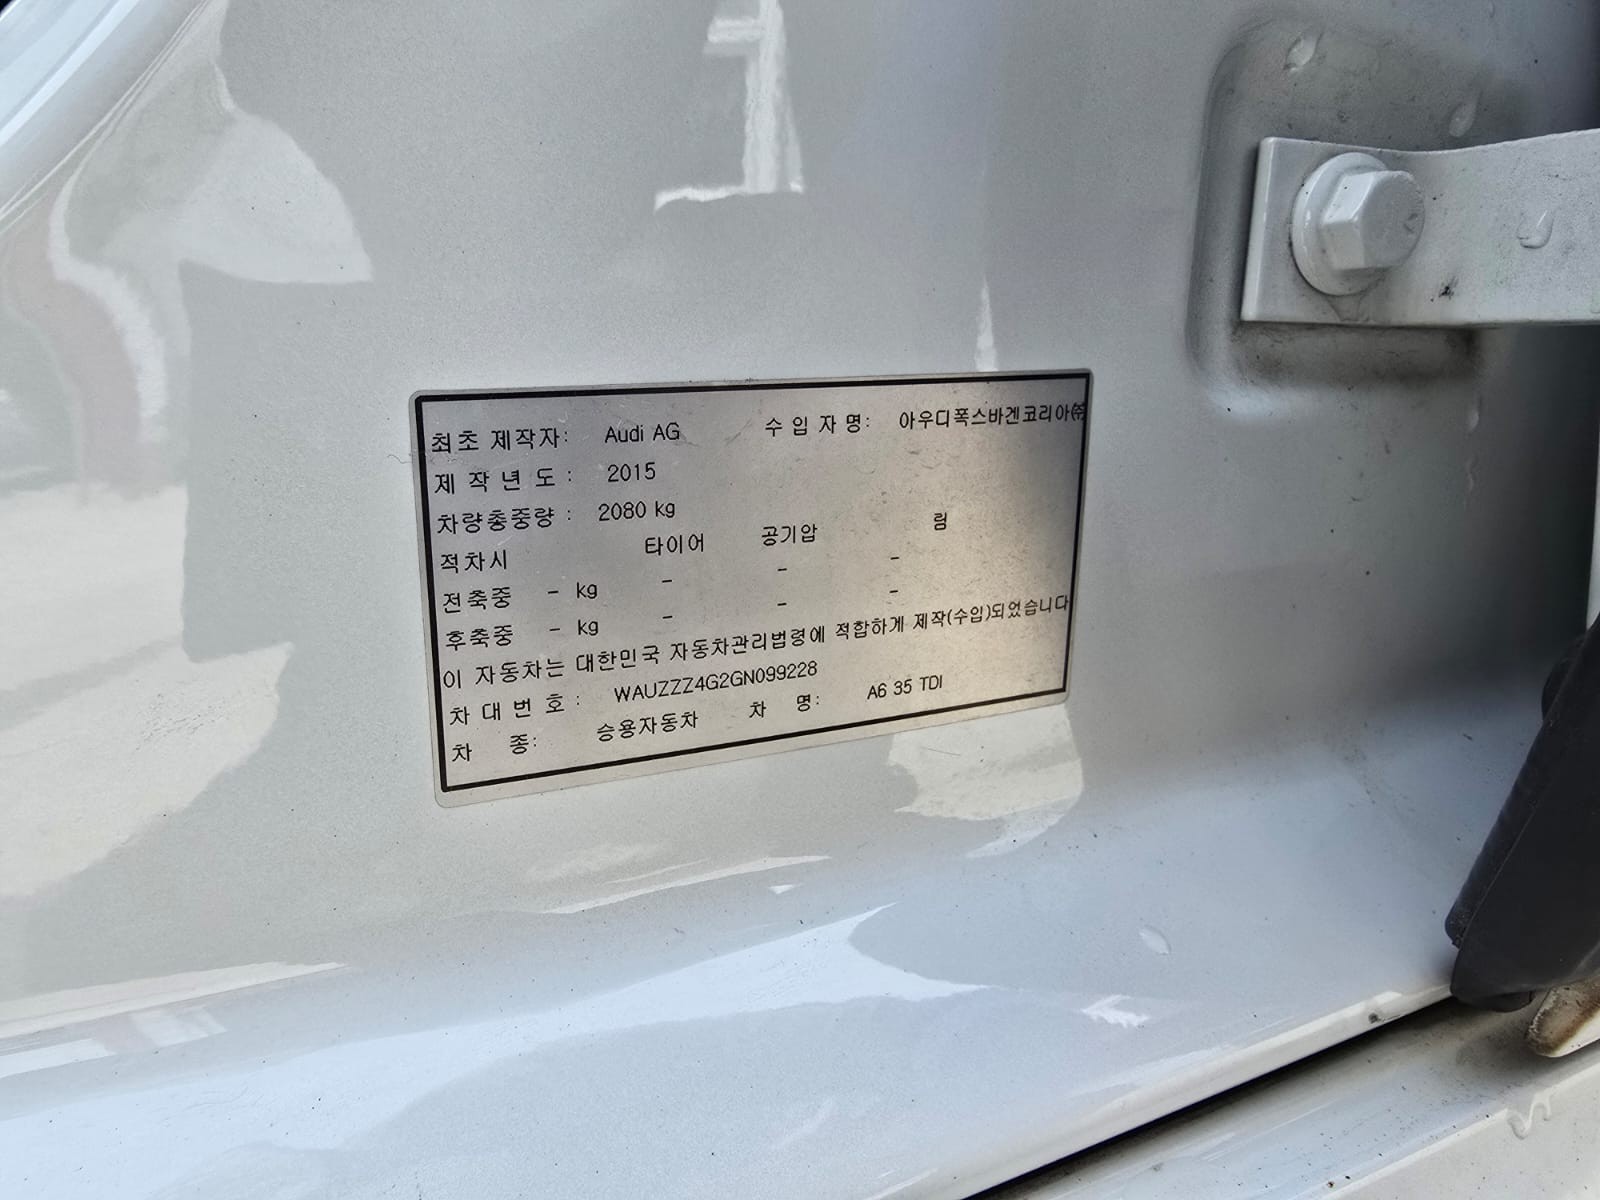 최초 제작자: Audi AG 수 입 자 명: 아우디폭스바겐코리아㈜
제 작 년 도 : 2015
차량총중량 : 2080 kg
적차시 타이어 공기압 림
전축중 - kg - - -
후축중 - kg - - -
이 자동차는 대한민국 자동차관리법령에 적합하게 제작(수입)되었습니다
차 대 번 호 : WAUZZZ4G2GN099228
차 종: 승용자동차 차 명: A6 35 TDI